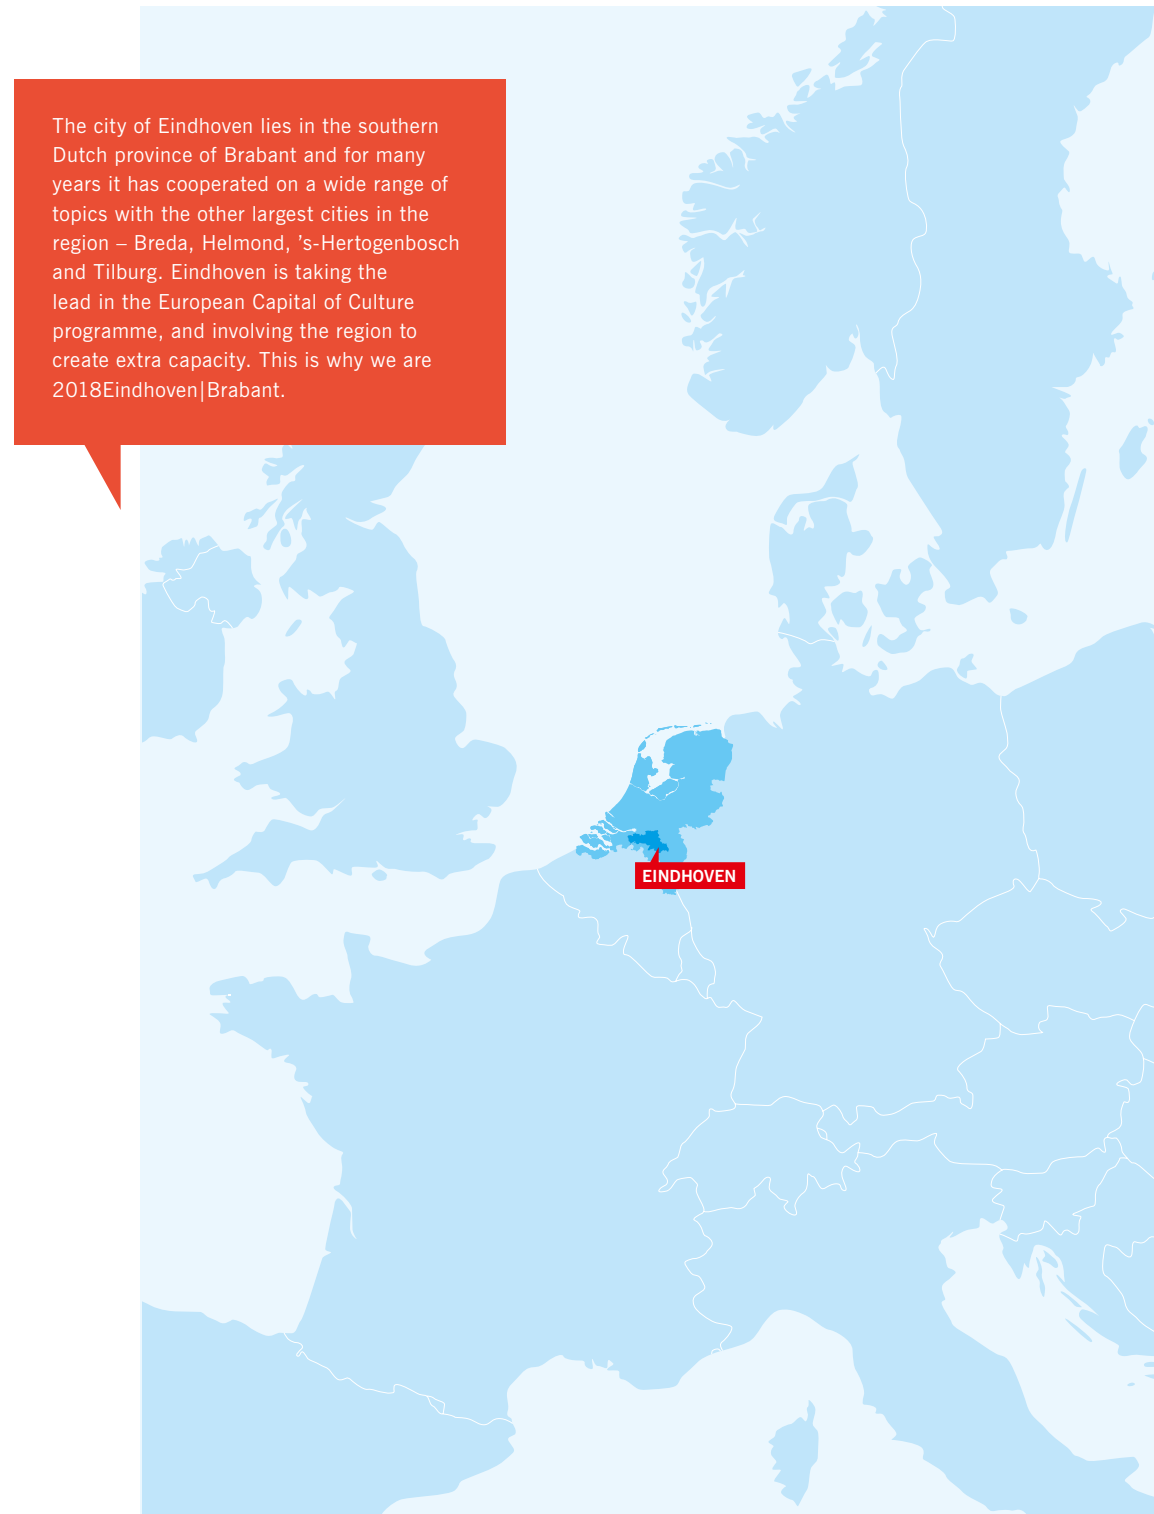 The city of Eindhoven lies in the southern
Dutch province of Brabant and for many
years it has cooperated on a wide range of
topics with the other largest cities in the
region – Breda, Helmond, ’s-Hertogenbosch
and Tilburg. Eindhoven is taking the
lead in the European Capital of Culture
programme, and involving the region to
create extra capacity. This is why we are
2018Eindhoven|Brabant.
EINDHOVEN